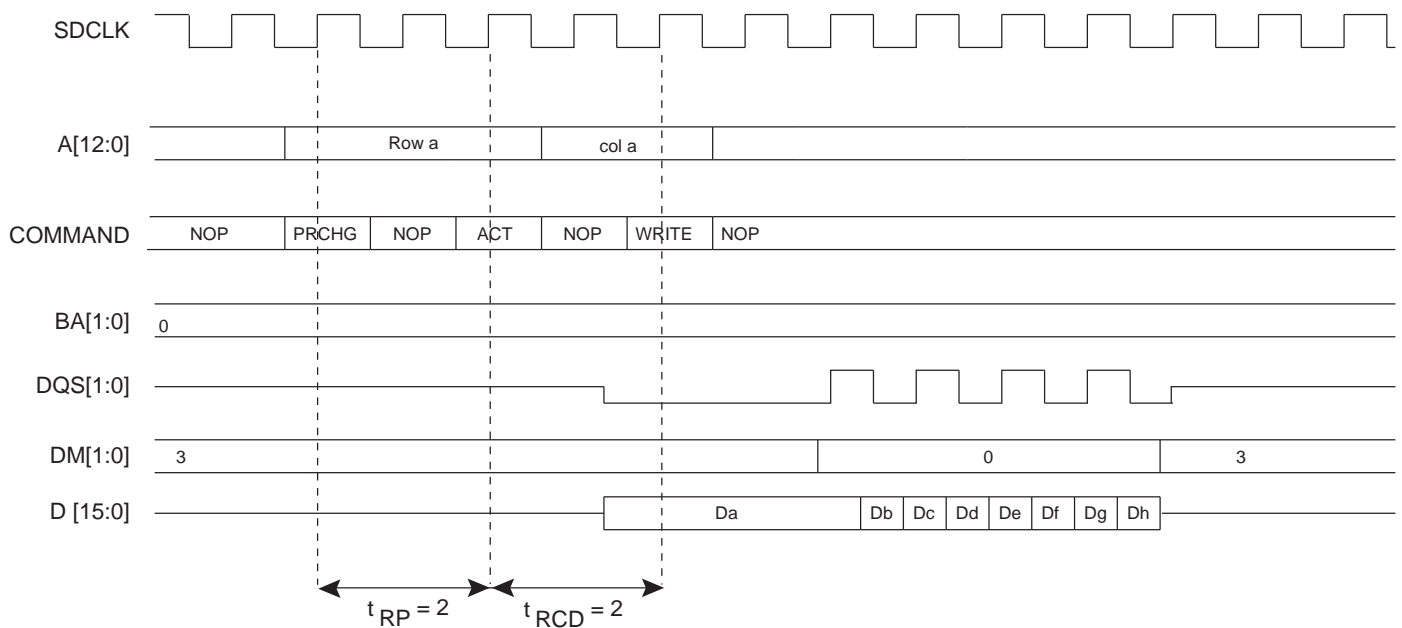 SDCLK
A[12:0] Row a col a
COMMAND NOP PRCHG NOP ACT NOP WRITE NOP
BA[1:0] 0
DQS[1:0]
DM[1:0] 3 0 3
D [15:0] Da Db Dc Dd De Df Dg Dh
t RP = 2 t RCD = 2